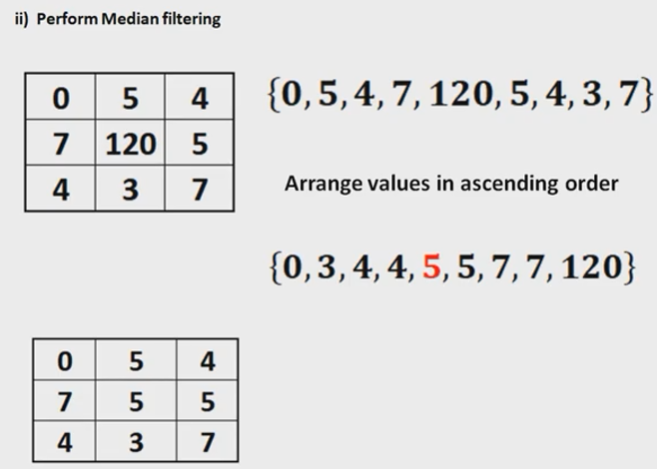 ii) Perform Median filtering
0 5 4
7 120 5
4 3 7
{0, 5, 4, 7, 120, 5, 4, 3, 7}
Arrange values in ascending order
{0, 3, 4, 4, 5, 5, 7, 7, 120}
0 5 4
7 5 5
4 3 7